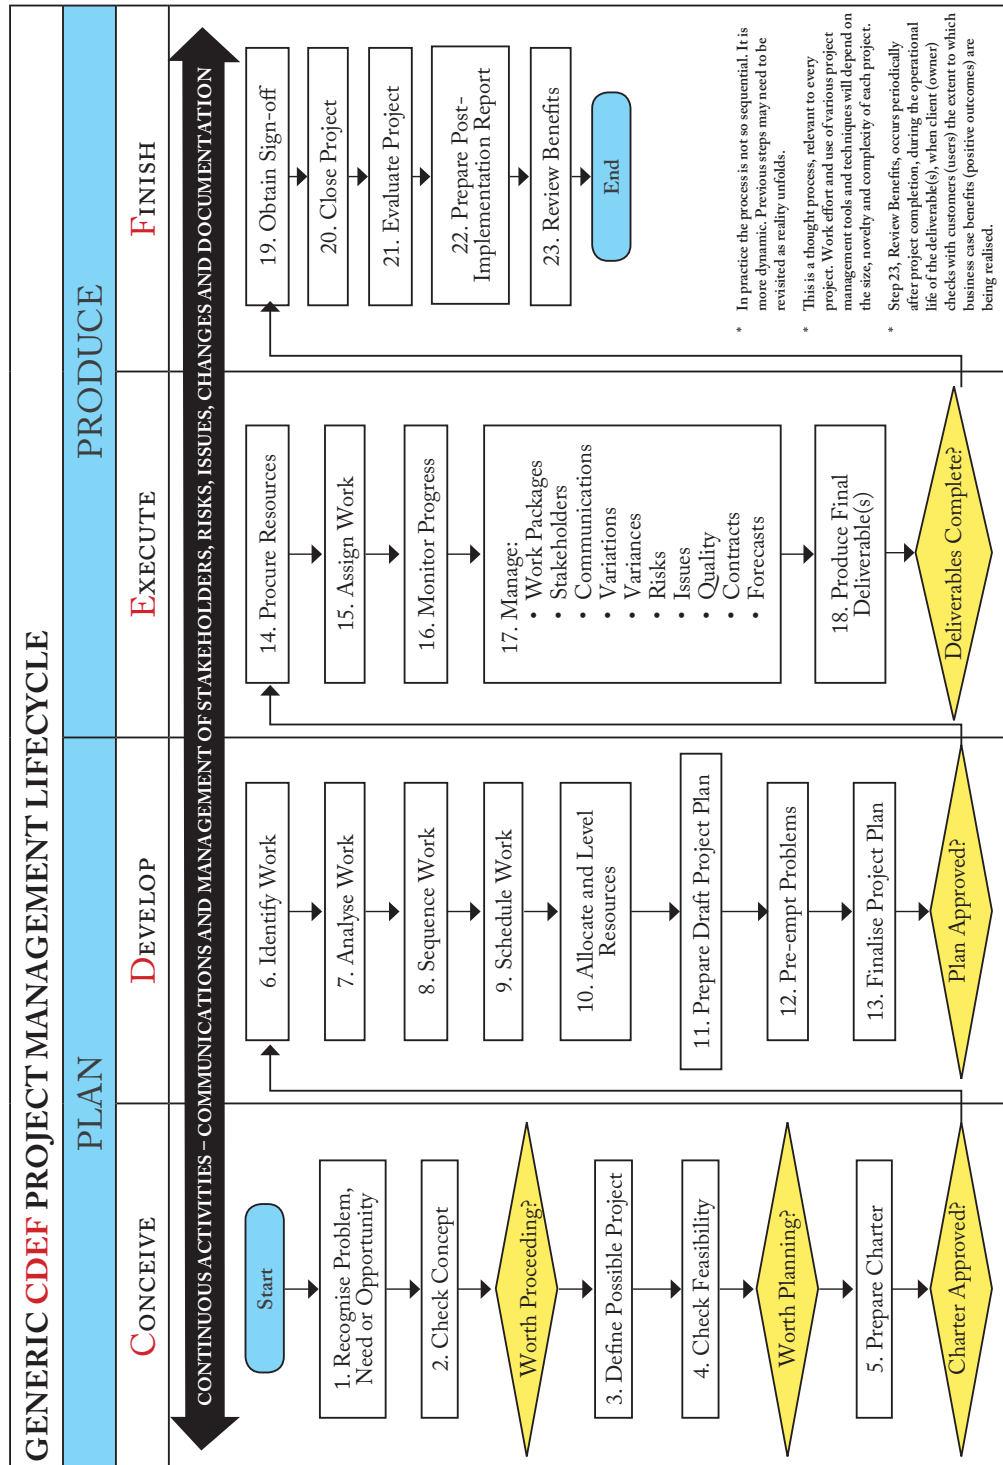 GENERIC CDEF PROJECT MANAGEMENT LIFECYCLE
PLAN
PRODUCE
CONCEIVE
DEVELOP
EXECUTE
FINISH
CONTINUOUS ACTIVITIES – COMMUNICATIONS AND MANAGEMENT OF STAKEHOLDERS, RISKS, ISSUES, CHANGES AND DOCUMENTATION
Start
1. Recognise Problem,
Need or Opportunity
2. Check Concept
Worth Proceeding?
3. Define Possible Project
4. Check Feasibility
Worth Planning?
5. Prepare Charter
Charter Approved?
6. Identify Work
7. Analyse Work
8. Sequence Work
9. Schedule Work
10. Allocate and Level
Resources
11. Prepare Draft Project Plan
12. Pre-empt Problems
13. Finalise Project Plan
Plan Approved?
14. Procure Resources
15. Assign Work
16. Monitor Progress
17. Manage:
• Work Packages
• Stakeholders
• Communications
• Variations
• Variances
• Risks
• Issues
• Quality
• Contracts
• Forecasts
18. Produce Final
Deliverable(s)
Deliverables Complete?
19. Obtain Sign-off
20. Close Project
21. Evaluate Project
22. Prepare Post-
Implementation Report
23. Review Benefits
End
* In practice the process is not so sequential. It is
more dynamic. Previous steps may need to be
revisited as reality unfolds.
* This is a thought process, relevant to every
project. Work effort and use of various project
management tools and techniques will depend on
the size, novelty and complexity of each project.
* Step 23, Review Benefits, occurs periodically
after project completion, during the operational
life of the deliverable(s), when client (owner)
checks with customers (users) the extent to which
business case benefits (positive outcomes) are
being realised.